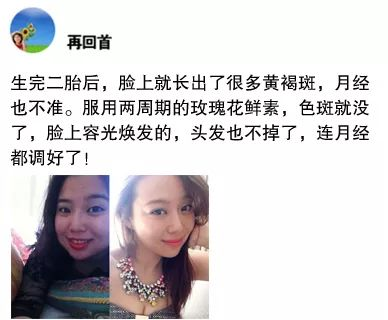 再回首
生完二胎后，脸上就长出了很多黄褐斑，月经
也不准。服用两周期的玫瑰花鲜素，色斑就没
了，脸上容光焕发的，头发也不掉了，连月经
都调好了！